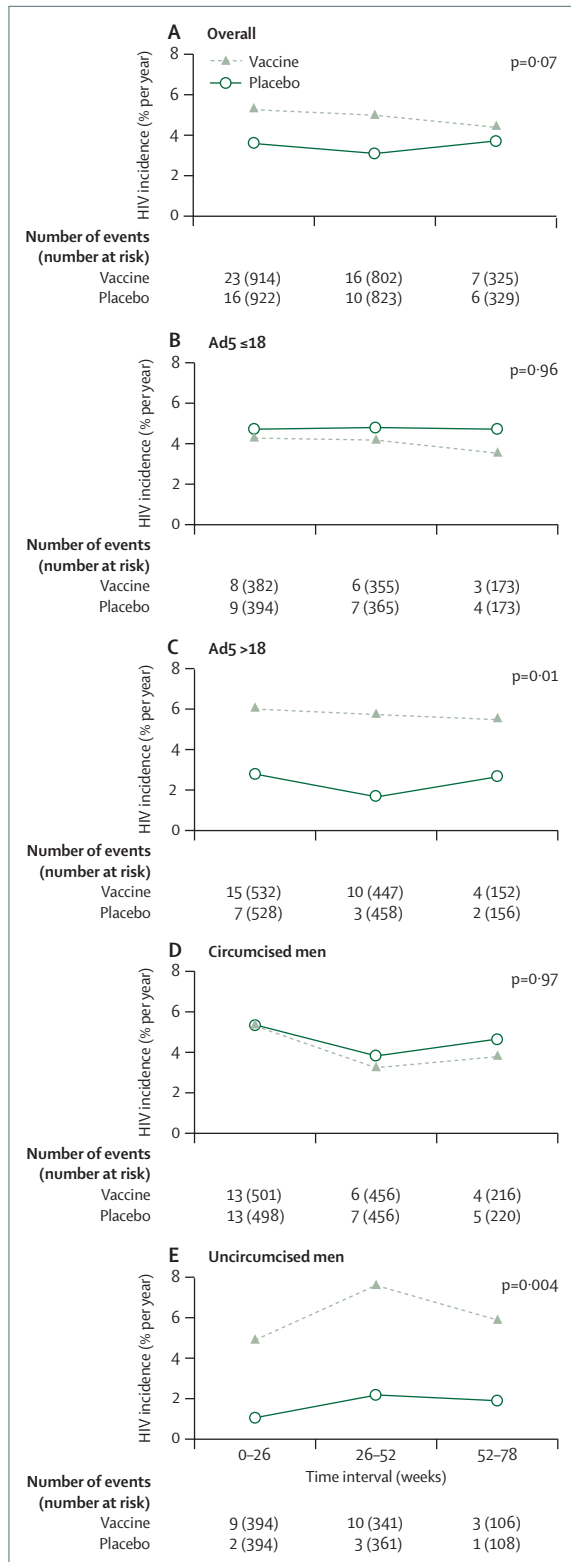 A Overall
Vaccine
Placebo
p=0·07
HIV incidence (% per year)
8
6
4
2
0
Number of events
(number at risk)
Vaccine 23 (914) 16 (802) 7 (325)
Placebo 16 (922) 10 (823) 6 (329)
B Ad5 ≤18
p=0·96
HIV incidence (% per year)
8
6
4
2
0
Number of events
(number at risk)
Vaccine 8 (382) 6 (355) 3 (173)
Placebo 9 (394) 7 (365) 4 (173)
C Ad5 >18
p=0·01
HIV incidence (% per year)
8
6
4
2
0
Number of events
(number at risk)
Vaccine 15 (532) 10 (447) 4 (152)
Placebo 7 (528) 3 (458) 2 (156)
D Circumcised men
p=0·97
HIV incidence (% per year)
8
6
4
2
0
Number of events
(number at risk)
Vaccine 13 (501) 6 (456) 4 (216)
Placebo 13 (498) 7 (456) 5 (220)
E Uncircumcised men
p=0·004
HIV incidence (% per year)
8
6
4
2
0
0–26 26–52 52–78
Time interval (weeks)
Number of events
(number at risk)
Vaccine 9 (394) 10 (341) 3 (106)
Placebo 2 (394) 3 (361) 1 (108)